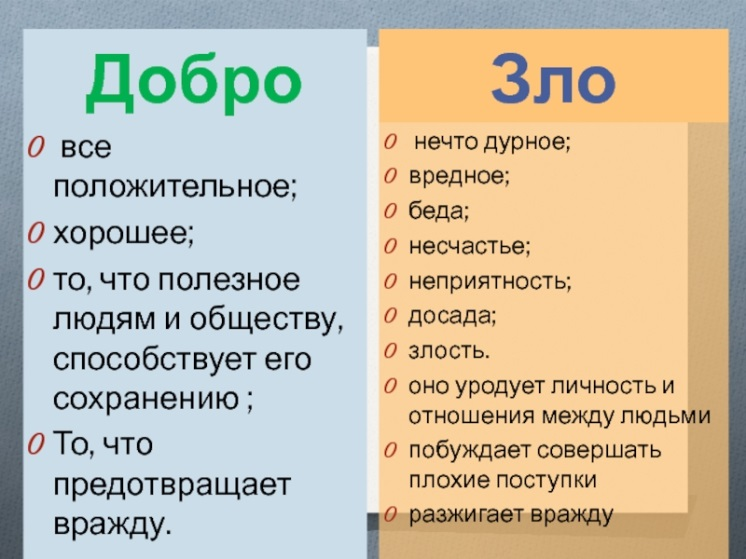 Добро
все
положительное;
хорошее;
то, что полезное
людям и обществу,
способствует его
сохранению ;
То, что
предотвращает
вражду.
Зло
нечто дурное;
вредное;
беда;
несчастье;
неприятность;
досада;
злость.
оно уродует личность и
отношения между людьми
побуждает совершать
плохие поступки
разжигает вражду